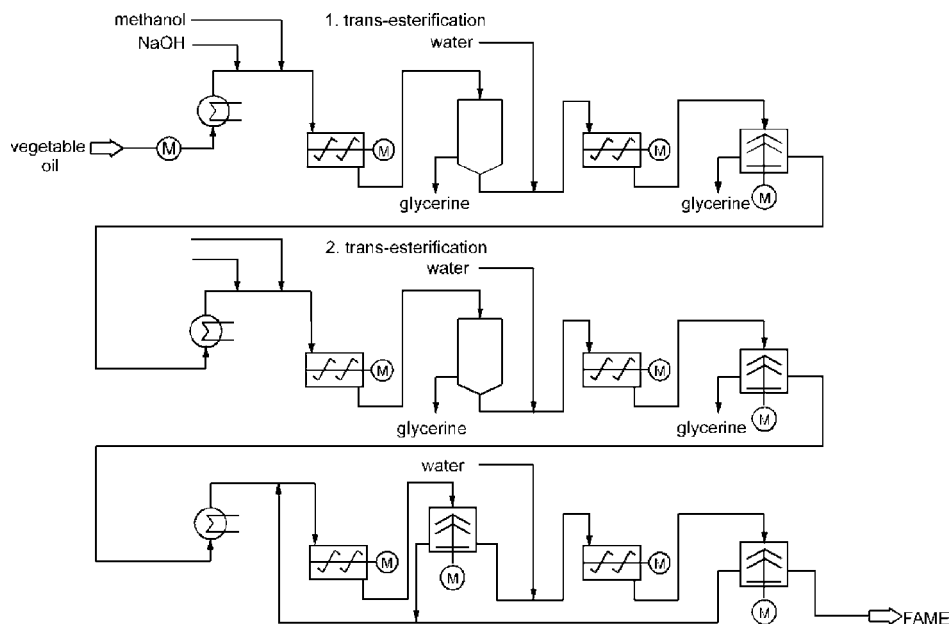 methanol
NaOH
1. trans-esterification
water
vegetable
oil
M
M
M
M
glycerine
glycerine
2. trans-esterification
water
M
M
M
glycerine
glycerine
water
M
M
M
M
FAME